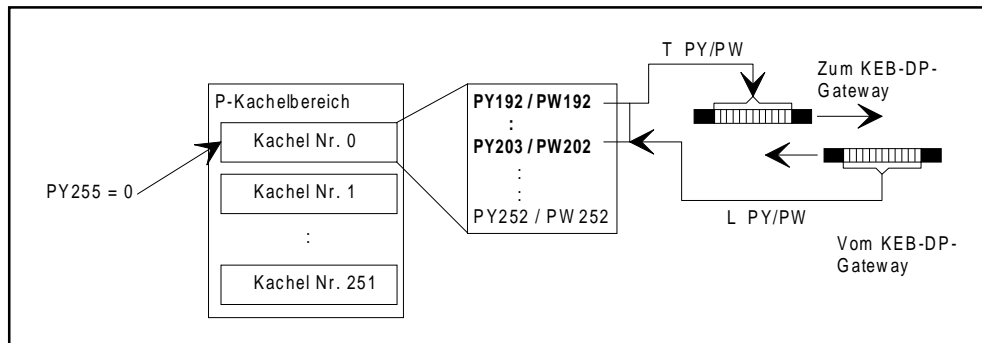 P-Kachelbereich
Kachel Nr. 0
Kachel Nr. 1
:
Kachel Nr. 251
PY255 = 0
PY192 / PW192
:
PY203 / PW202
:
:
PY252 / PW 252
T PY/PW
Zum KEB-DP-
Gateway
L PY/PW
Vom KEB-DP-
Gateway